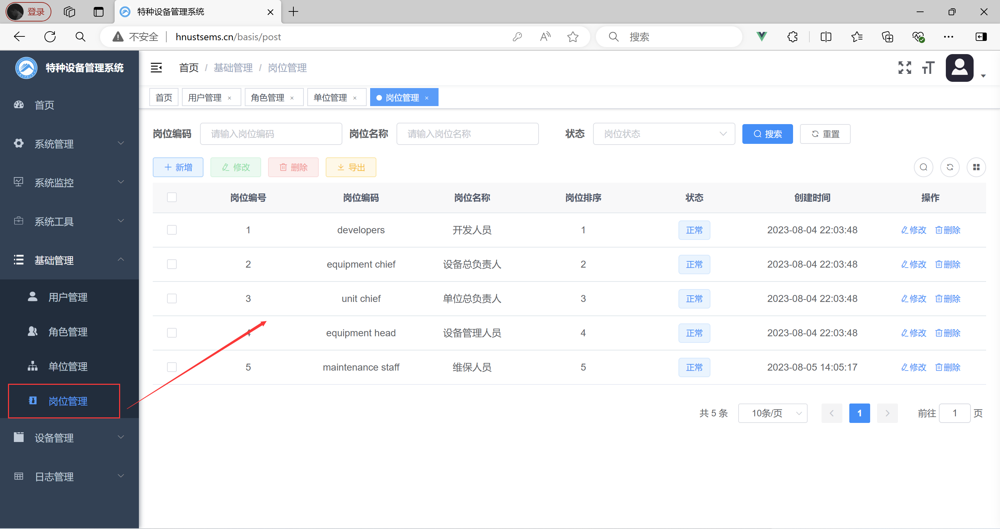 登录 特种设备管理系统
不安全 hnustsems.cn/basis/post 搜索
特种设备管理系统
首页
系统管理
系统监控
系统工具
基础管理
用户管理
角色管理
单位管理
岗位管理
设备管理
日志管理
首页 / 基础管理 / 岗位管理
首页 用户管理 × 角色管理 × 单位管理 × 岗位管理 ×
岗位编码 请输入岗位编码 岗位名称 请输入岗位名称 状态 岗位状态 搜索 重置
新增 修改 删除 导出
岗位编号 岗位编码 岗位名称 岗位排序 状态 创建时间 操作
1 developers 开发人员 1 正常 2023-08-04 22:03:48 修改 删除
2 equipment chief 设备总负责人 2 正常 2023-08-04 22:03:48 修改 删除
3 unit chief 单位总负责人 3 正常 2023-08-04 22:03:48 修改 删除
4 equipment head 设备管理人员 4 正常 2023-08-04 22:03:48 修改 删除
5 maintenance staff 维保人员 5 正常 2023-08-05 14:05:17 修改 删除
共 5 条 10条/页 1 前往 1 页